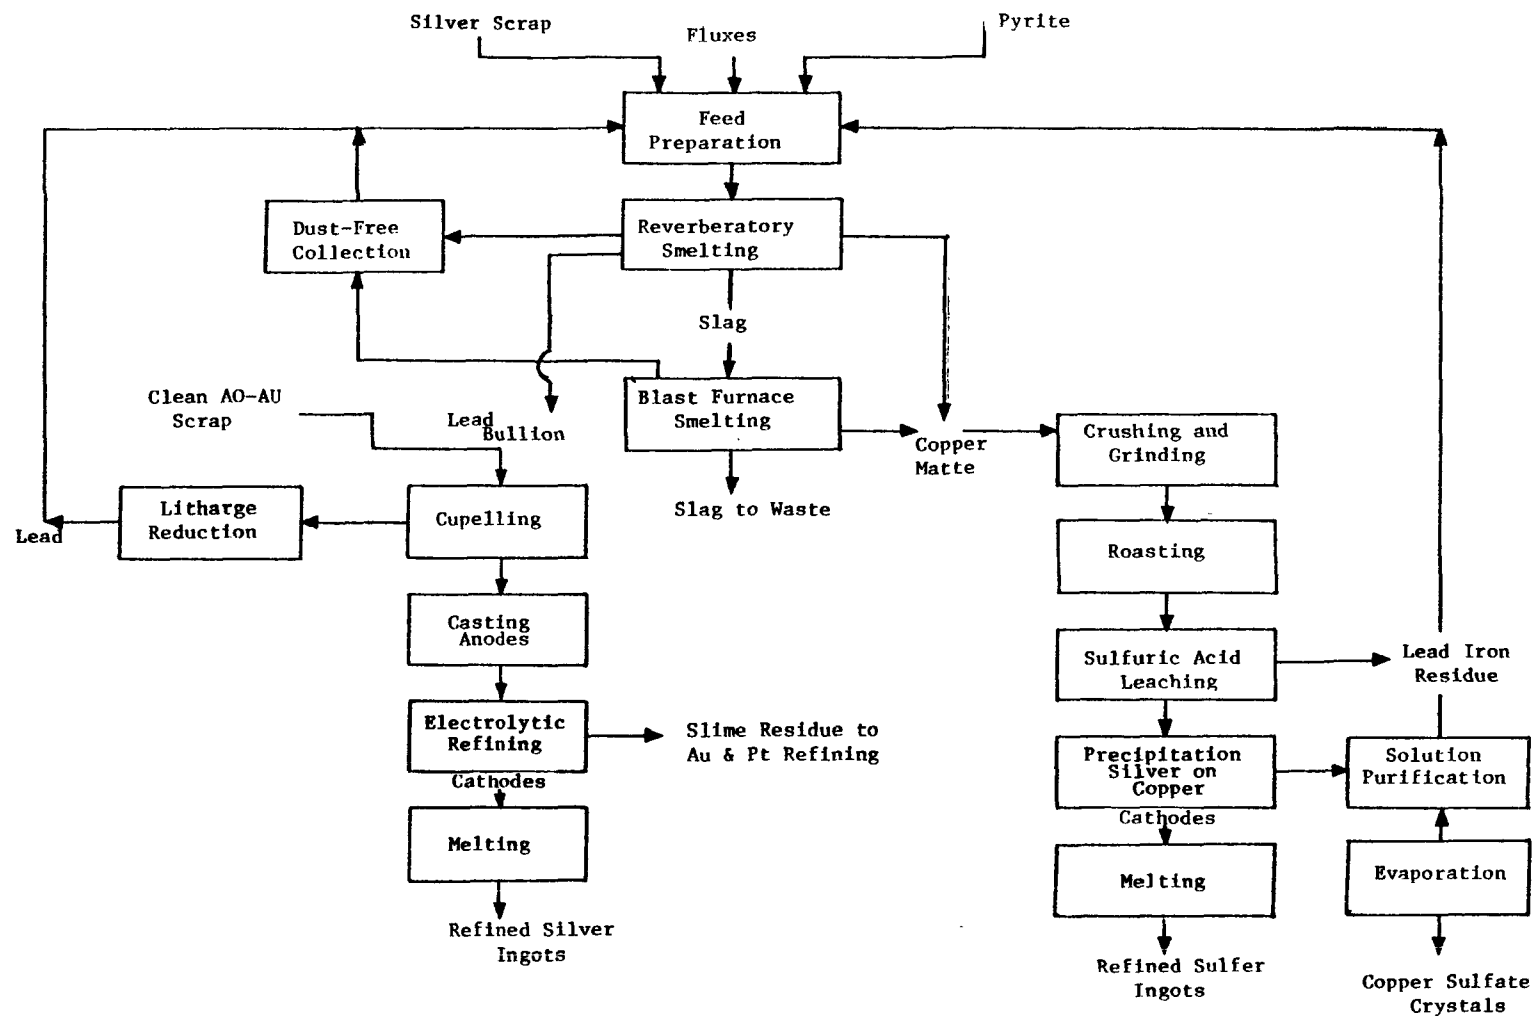 Silver Scrap
Fluxes
Pyrite
Feed
Preparation
Dust-Free
Collection
Reverberatory
Smelting
Slag
Clean AO-AU
Scrap
Lead
Bullion
Blast Furnace
Smelting
Copper
Matte
Crushing and
Grinding
Slag to Waste
Lead
Litharge
Reduction
Cupelling
Roasting
Casting
Anodes
Sulfuric Acid
Leaching
Lead Iron
Residue
Electrolytic
Refining
Slime Residue to
Au & Pt Refining
Precipitation
Silver on
Copper
Solution
Purification
Cathodes
Cathodes
Melting
Melting
Evaporation
Refined Silver
Ingots
Refined Sulfer
Ingots
Copper Sulfate
Crystals